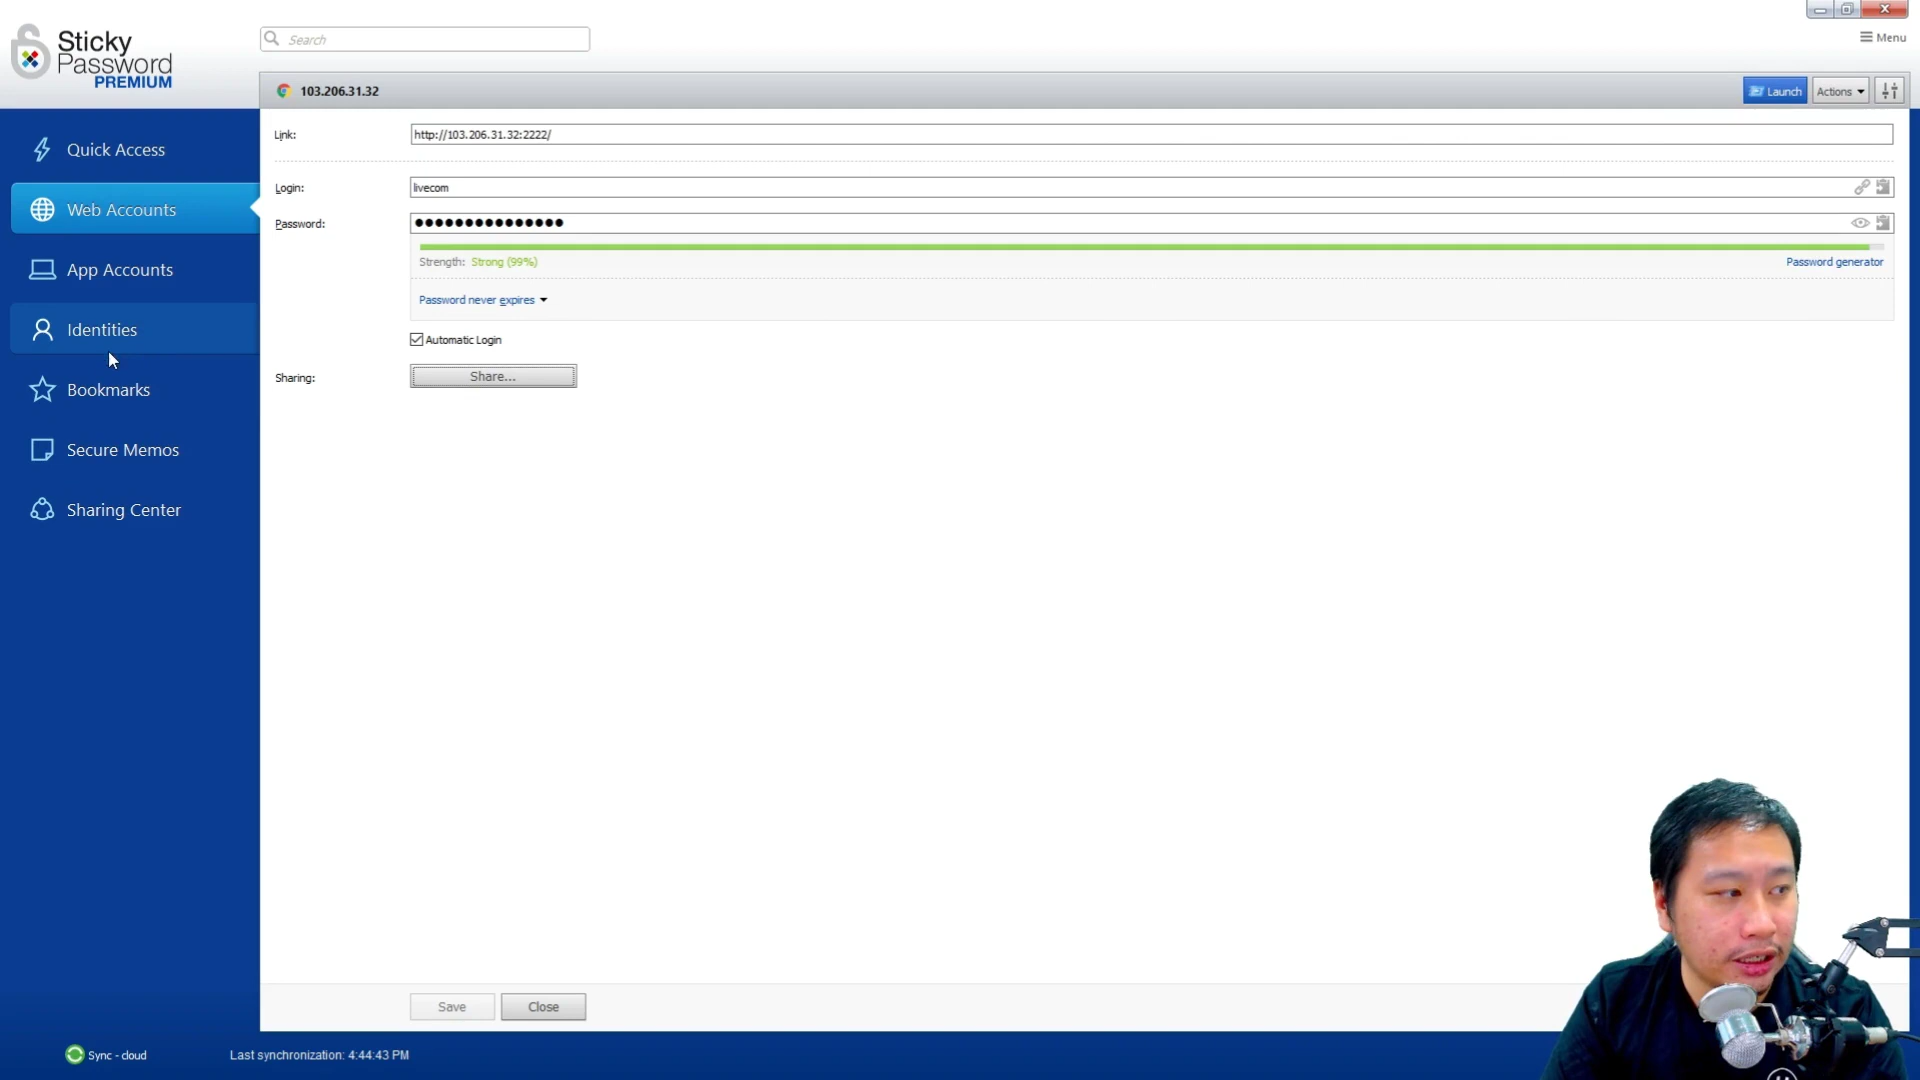 Sticky
Password
PREMIUM
Search
Menu
103.206.31.32
Launch
Actions
Link:
http://103.206.31.32:2222/
Quick Access
Login:
livecom
Web Accounts
Password:
●●●●●●●●●●●●●●●
Strength: Strong (99%)
Password generator
App Accounts
Password never expires
Identities
Automatic Login
Sharing:
Share...
Bookmarks
Secure Memos
Sharing Center
Save
Close
Sync - cloud
Last synchronization: 4:44:43 PM